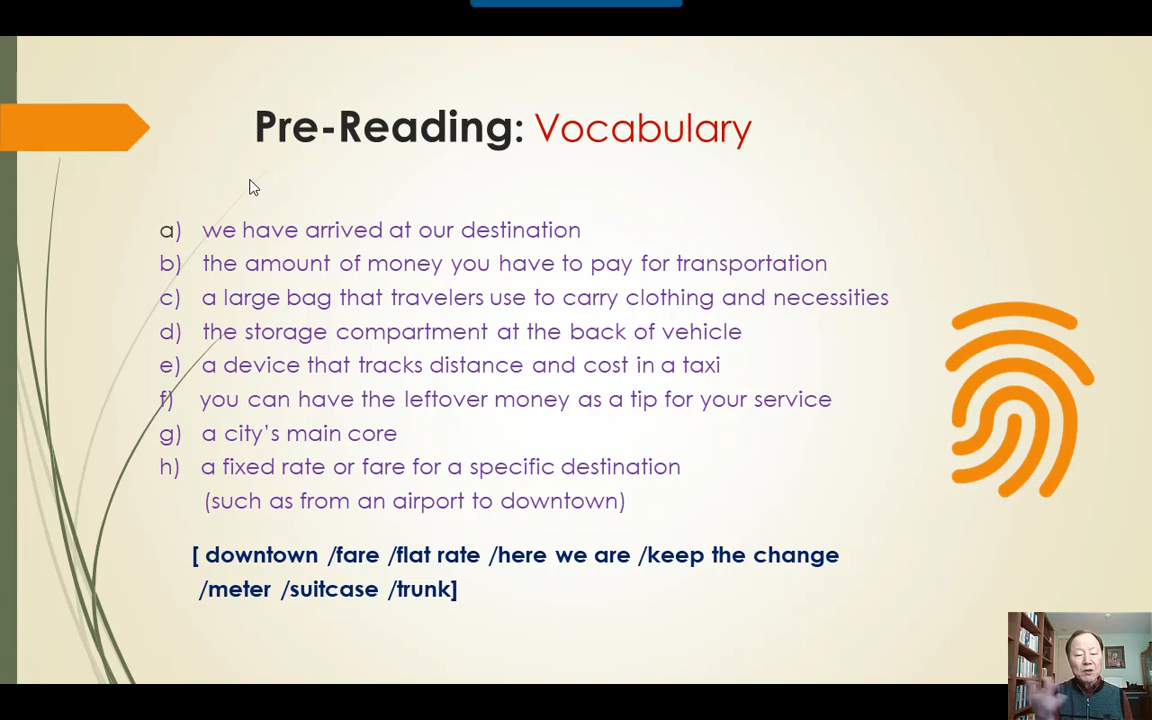 Pre-Reading: Vocabulary
a) we have arrived at our destination
b) the amount of money you have to pay for transportation
c) a large bag that travelers use to carry clothing and necessities
d) the storage compartment at the back of vehicle
e) a device that tracks distance and cost in a taxi
f) you can have the leftover money as a tip for your service
g) a city's main core
h) a fixed rate or fare for a specific destination
(such as from an airport to downtown)
[ downtown /fare /flat rate /here we are /keep the change
/meter /suitcase /trunk]